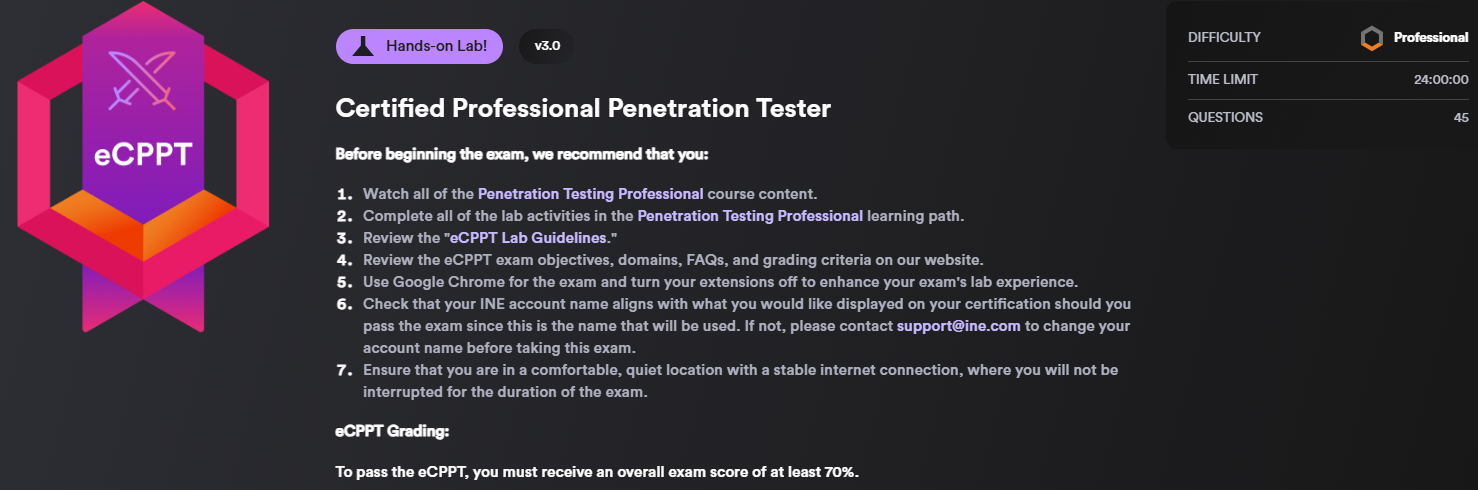 eCPPT
Hands-on Lab!
v3.0
Certified Professional Penetration Tester
Before beginning the exam, we recommend that you:
1. Watch all of the Penetration Testing Professional course content.
2. Complete all of the lab activities in the Penetration Testing Professional learning path.
3. Review the "eCPPT Lab Guidelines."
4. Review the eCPPT exam objectives, domains, FAQs, and grading criteria on our website.
5. Use Google Chrome for the exam and turn your extensions off to enhance your exam's lab experience.
6. Check that your INE account name aligns with what you would like displayed on your certification should you
pass the exam since this is the name that will be used. If not, please contact support@ine.com to change your
account name before taking this exam.
7. Ensure that you are in a comfortable, quiet location with a stable internet connection, where you will not be
interrupted for the duration of the exam.
eCPPT Grading:
To pass the eCPPT, you must receive an overall exam score of at least 70%.
DIFFICULTY Professional
TIME LIMIT 24:00:00
QUESTIONS 45